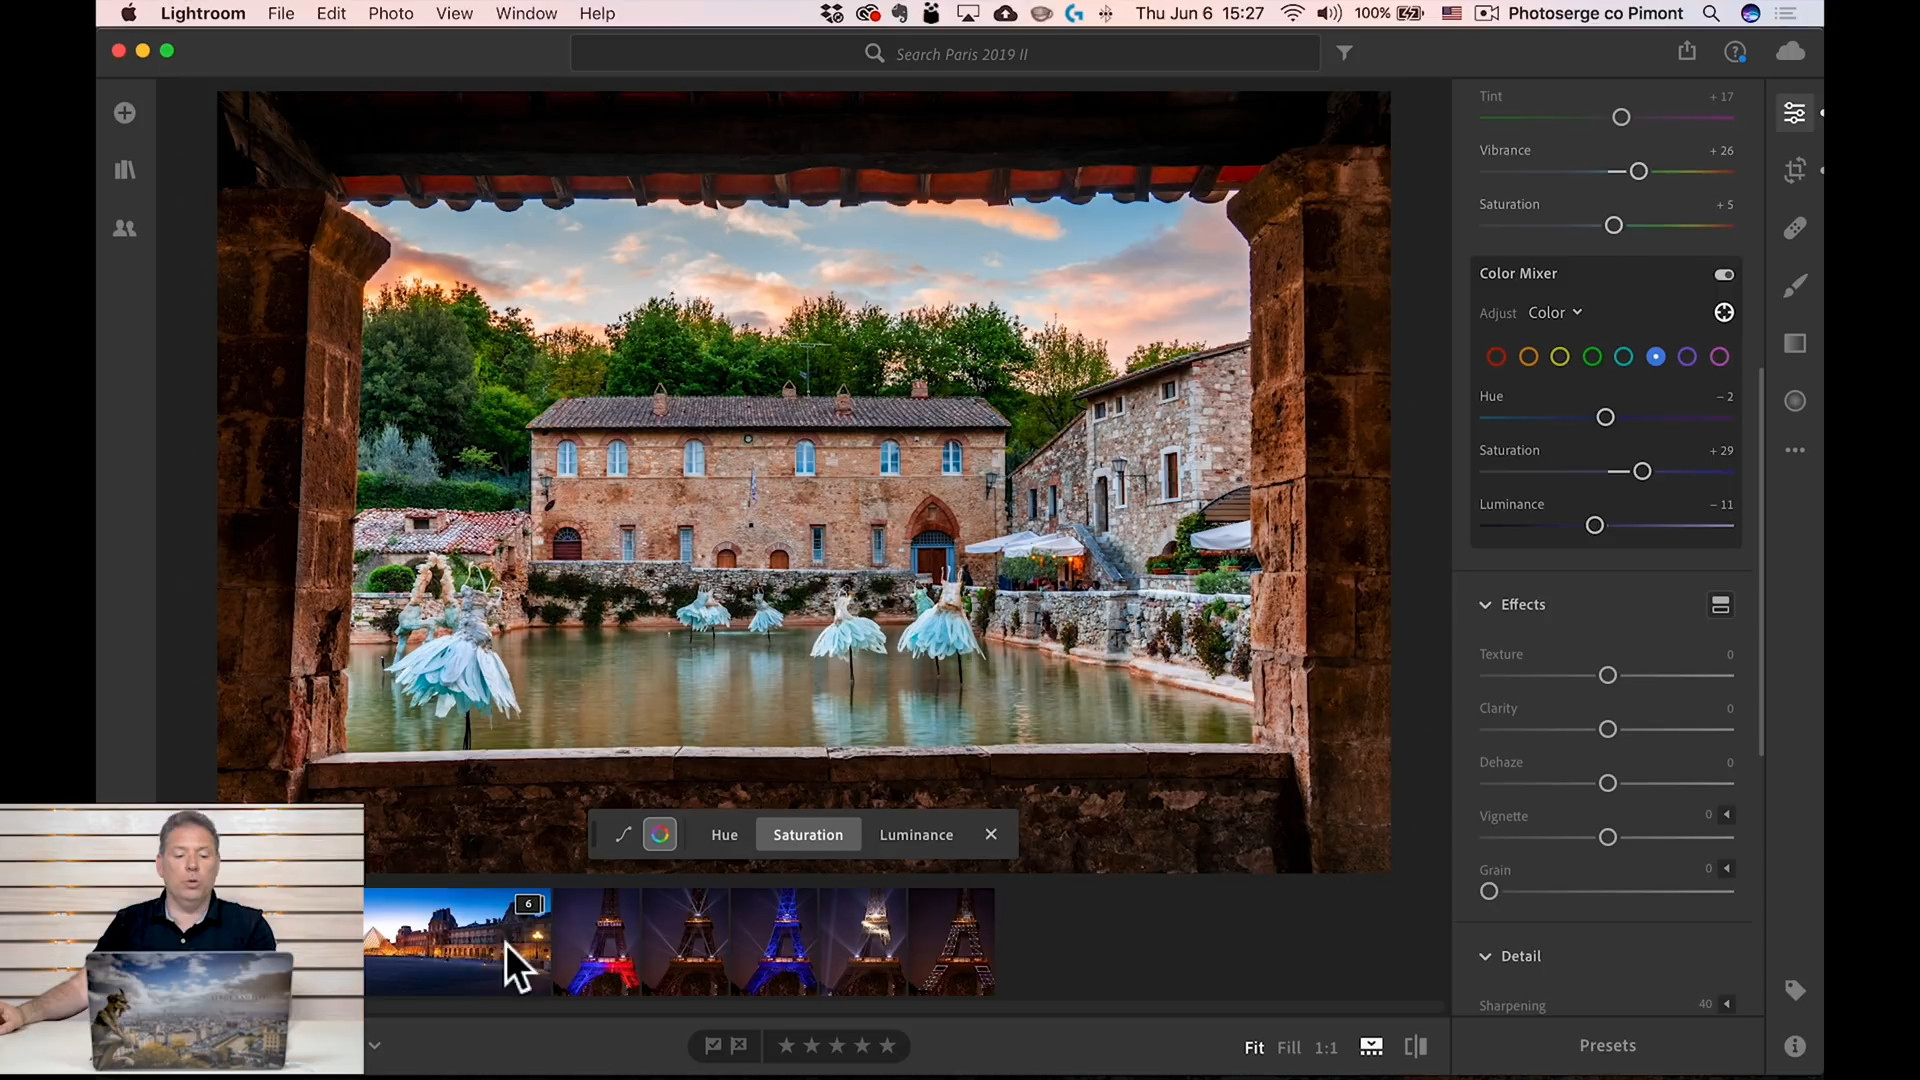 Lightroom File Edit Photo View Window Help Thu Jun 6 15:27 100% Photoserge co Pimont
Search Paris 2019 II
Tint + 17
Vibrance + 26
Saturation + 5
Color Mixer
Adjust Color
Hue – 2
Saturation + 29
Luminance – 11
Effects
Texture 0
Clarity 0
Dehaze 0
Vignette 0
Hue Saturation Luminance
Grain 0
6
Detail
Sharpening 40
Fit Fill 1:1
Presets